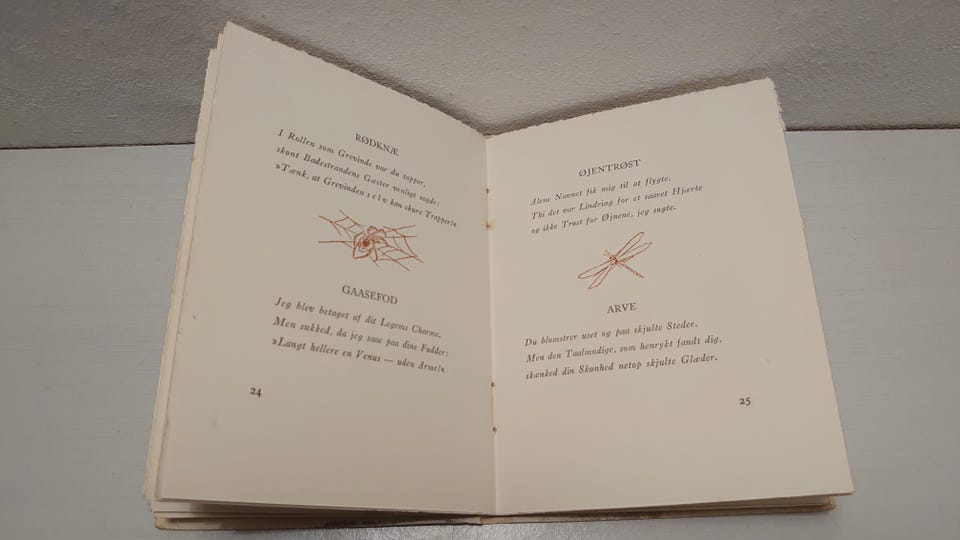 RØDKNÆ
I Rollen som Grevinde var du tapper,
skønt Badestrandens Gæster venligt sagde:
»Tænk, at Grevinden s e l v kan skure Trapper!«
GAASEFOD
Jeg blev betaget af dit Legems Charme.
Men sukked, da jeg saae paa dine Fødder:
»Langt hellere en Venus — uden Arme!«
24
ØJENTRØST
Alene Navnet fik mig til at flygte.
Thi det var Lindring for et saaret Hjærte
og ikke Trøst for Øjnene, jeg søgte.
ARVE
Du blomstrer uset og paa skjulte Steder.
Men den Taalmodige, som henrykt fandt dig,
skænked din Skønhed netop skjulte Glæder.
25